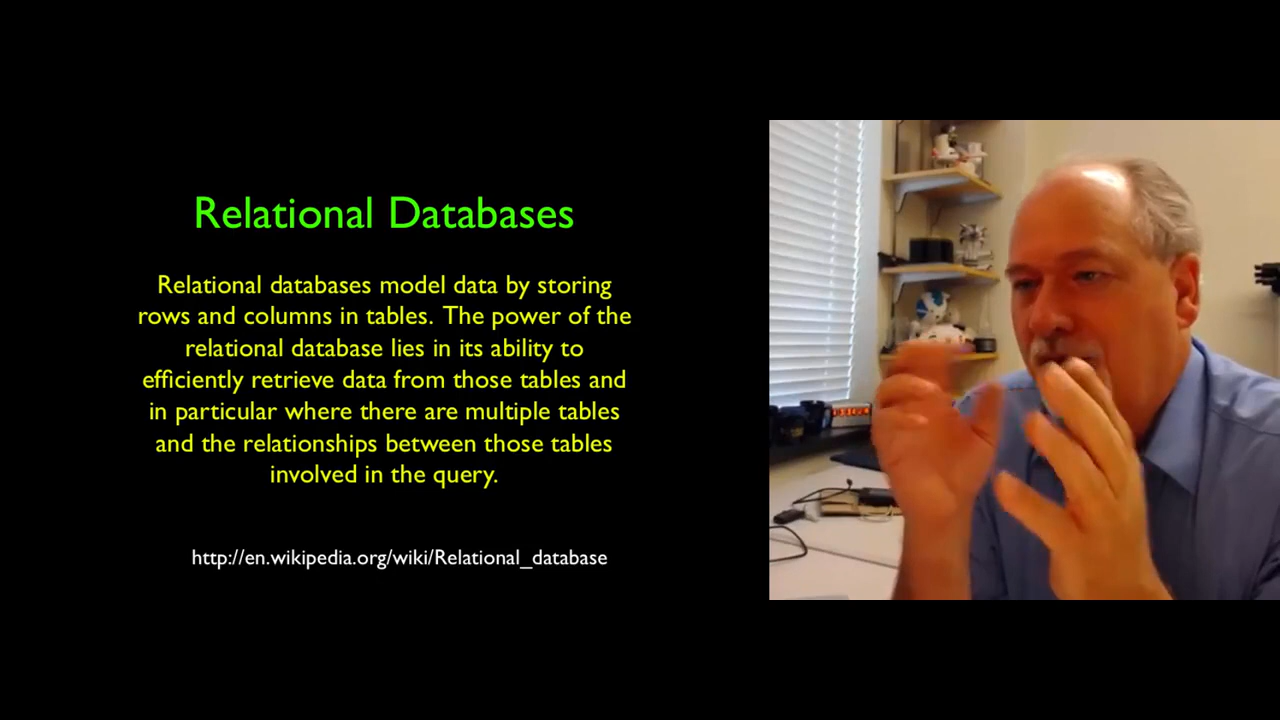 Relational Databases
Relational databases model data by storing
rows and columns in tables. The power of the
relational database lies in its ability to
efficiently retrieve data from those tables and
in particular where there are multiple tables
and the relationships between those tables
involved in the query.
http://en.wikipedia.org/wiki/Relational_database